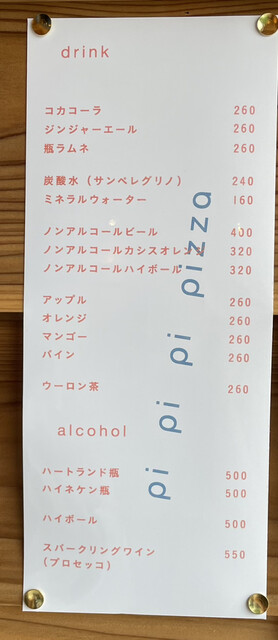 drink
コカコーラ 260
ジンジャーエール 260
瓶ラムネ 260
炭酸水（サンペレグリノ） 240
ミネラルウォーター 160
ノンアルコールビール 400
ノンアルコールカシスオレンジ 320
ノンアルコールハイボール 320
アップル 260
オレンジ 260
マンゴー 260
パイン 260
ウーロン茶 260
alcohol
ハートランド瓶 500
ハイネケン瓶 500
ハイボール 500
スパークリングワイン 550
（プロセッコ）
pi pi pi pizza